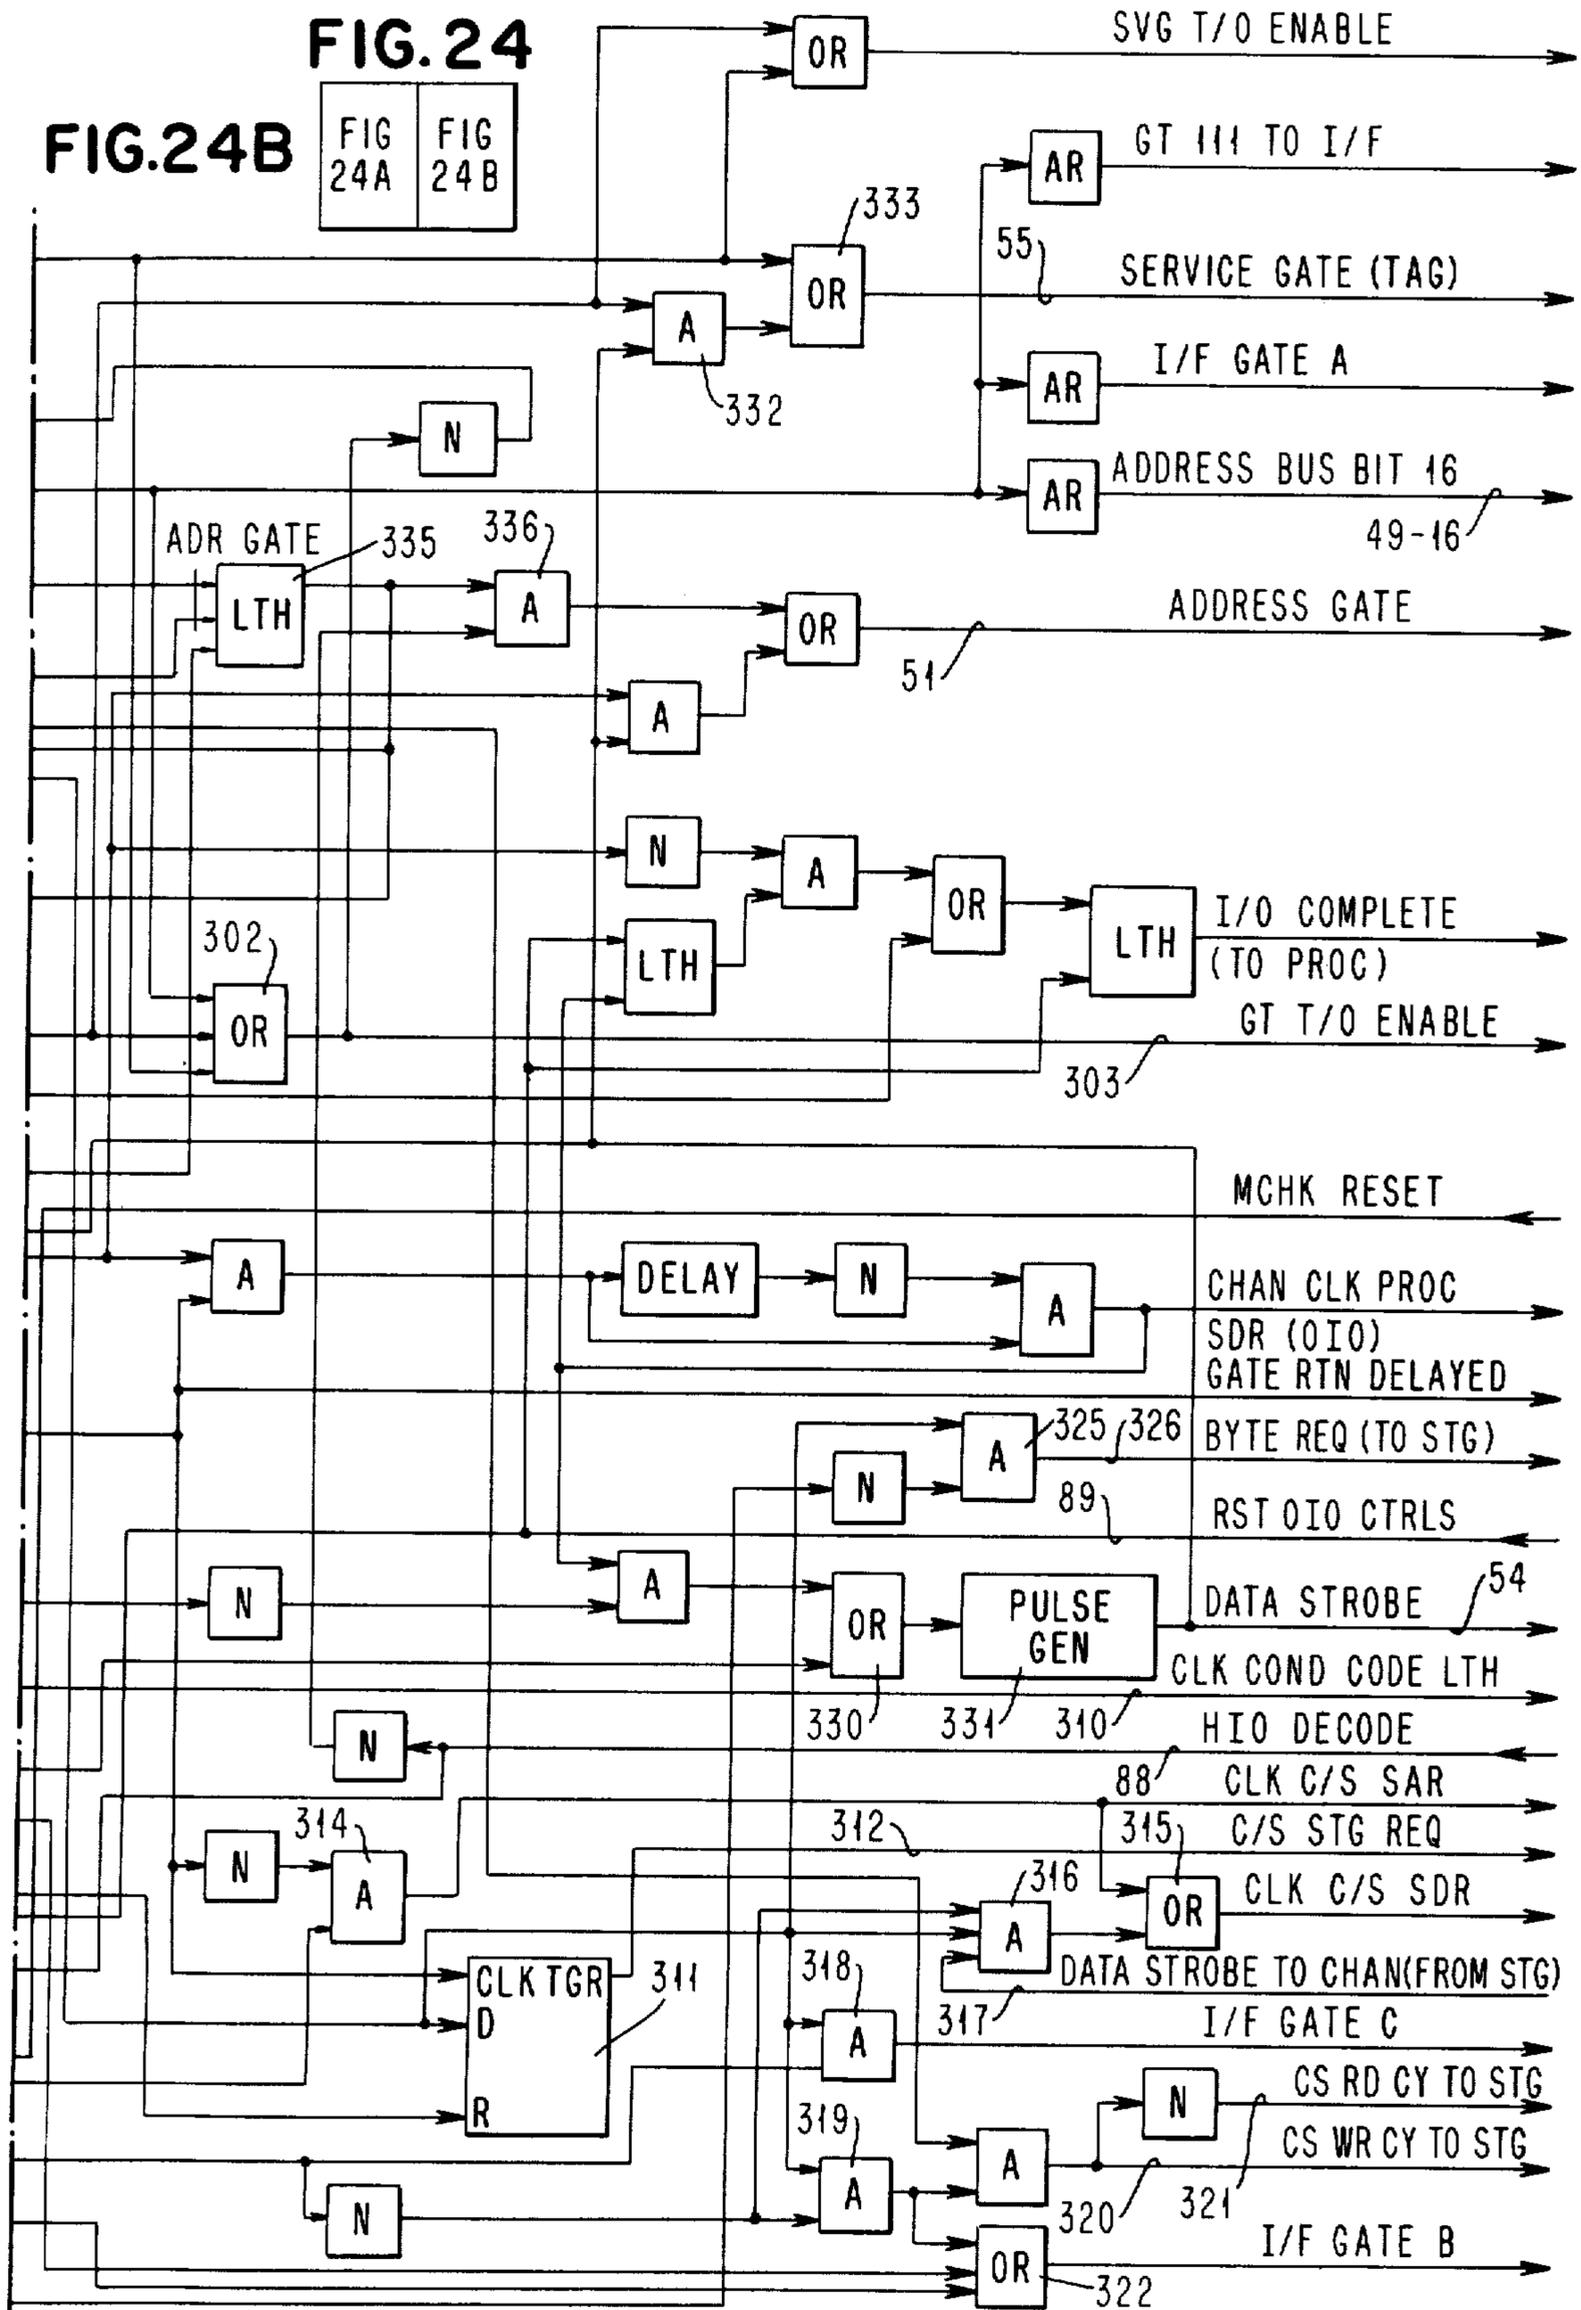 FIG.24
FIG.24B
FIG
24A
FIG
24B
OR
SVG T/O ENABLE
AR
GT 111 TO I/F
333
OR
55
SERVICE GATE (TAG)
A
332
AR
I/F GATE A
N
AR
ADDRESS BUS BIT 16
49-16
ADR GATE
335
LTH
336
A
OR
ADDRESS GATE
51
A
N
A
OR
LTH
LTH
I/O COMPLETE
(TO PROC)
302
OR
GT T/O ENABLE
303
MCHK RESET
A
DELAY
N
A
CHAN CLK PROC
SDR (OIO)
GATE RTN DELAYED
A
325
326
BYTE REQ (TO STG)
N
89
RST OIO CTRLS
N
A
OR
PULSE
GEN
DATA STROBE
54
330
331
310
CLK COND CODE LTH
N
HIO DECODE
88
CLK C/S SAR
N
314
A
312
C/S STG REQ
315
316
A
OR
CLK C/S SDR
DATA STROBE TO CHAN(FROM STG)
317
CLK TGR
D
R
311
318
A
I/F GATE C
N
CS RD CY TO STG
321
319
A
A
CS WR CY TO STG
320
N
OR
322
I/F GATE B